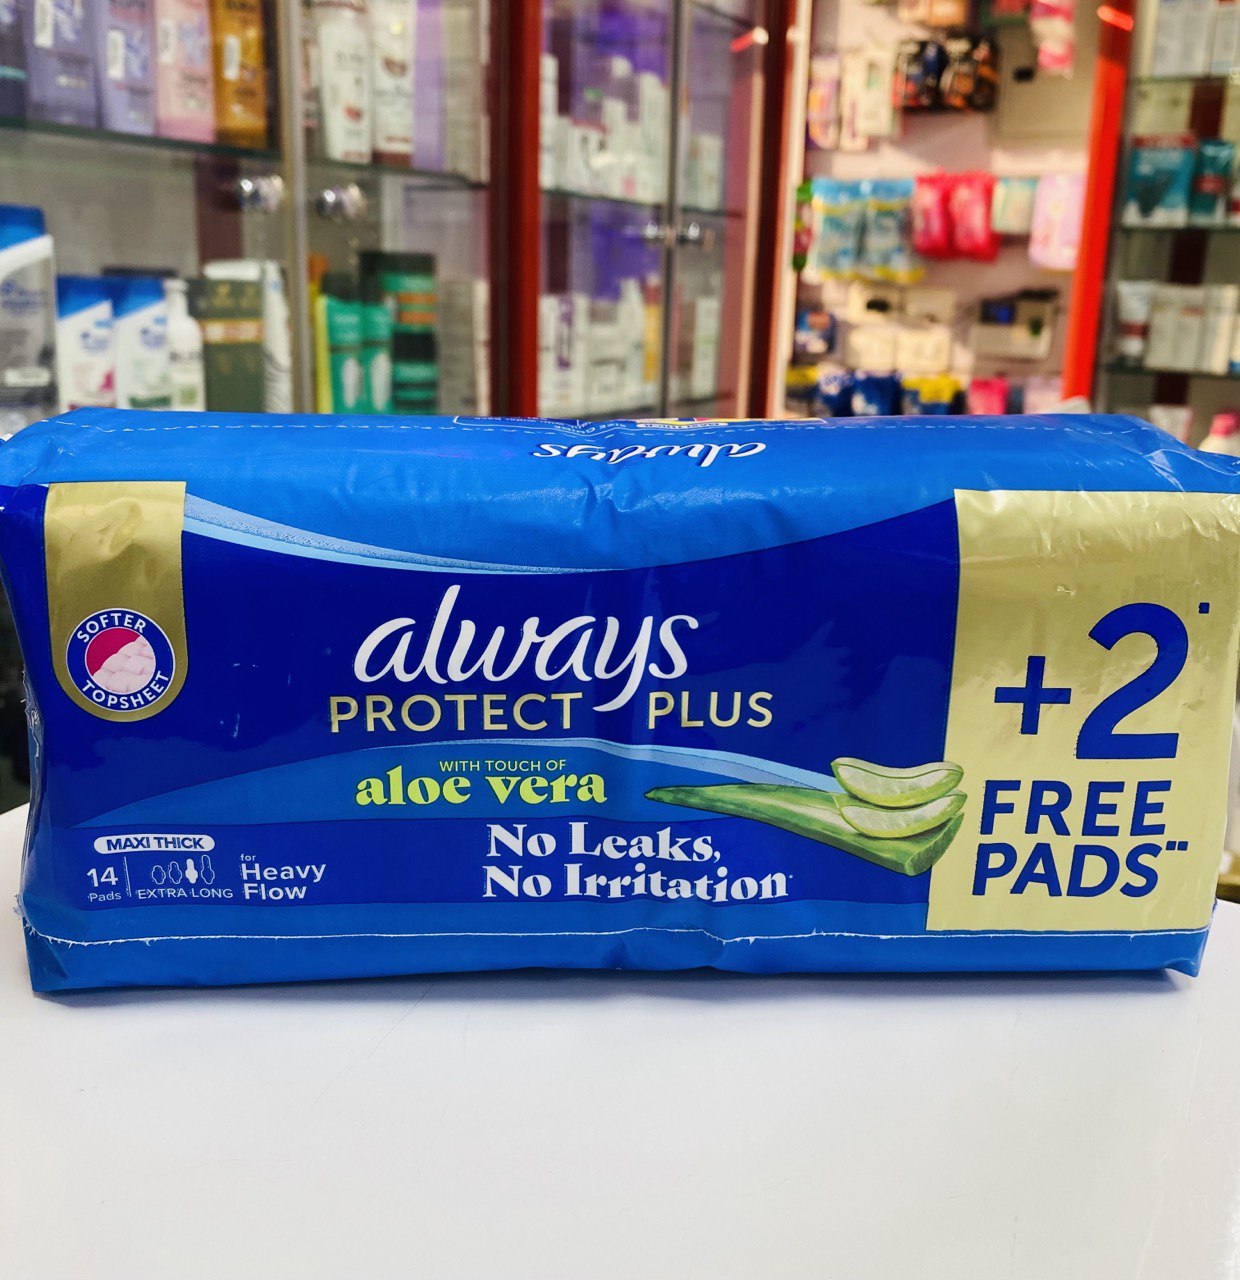 always
SOFTER
TOPSHEET
always
PROTECT PLUS
WITH TOUCH OF
aloe vera
MAXI THICK
14
Pads
EXTRA LONG
for
Heavy
Flow
No Leaks,
No Irritation*
+2*
FREE
PADS**